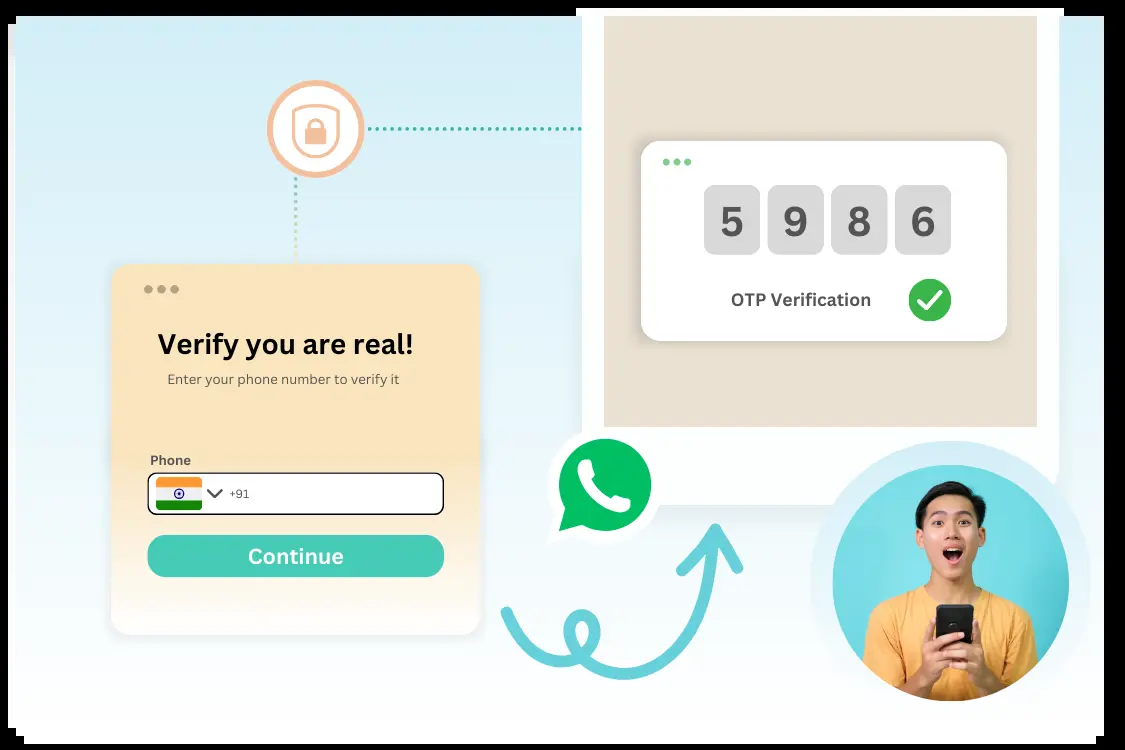 5 9 8 6
OTP Verification
Verify you are real!
Enter your phone number to verify it
Phone
+91
Continue